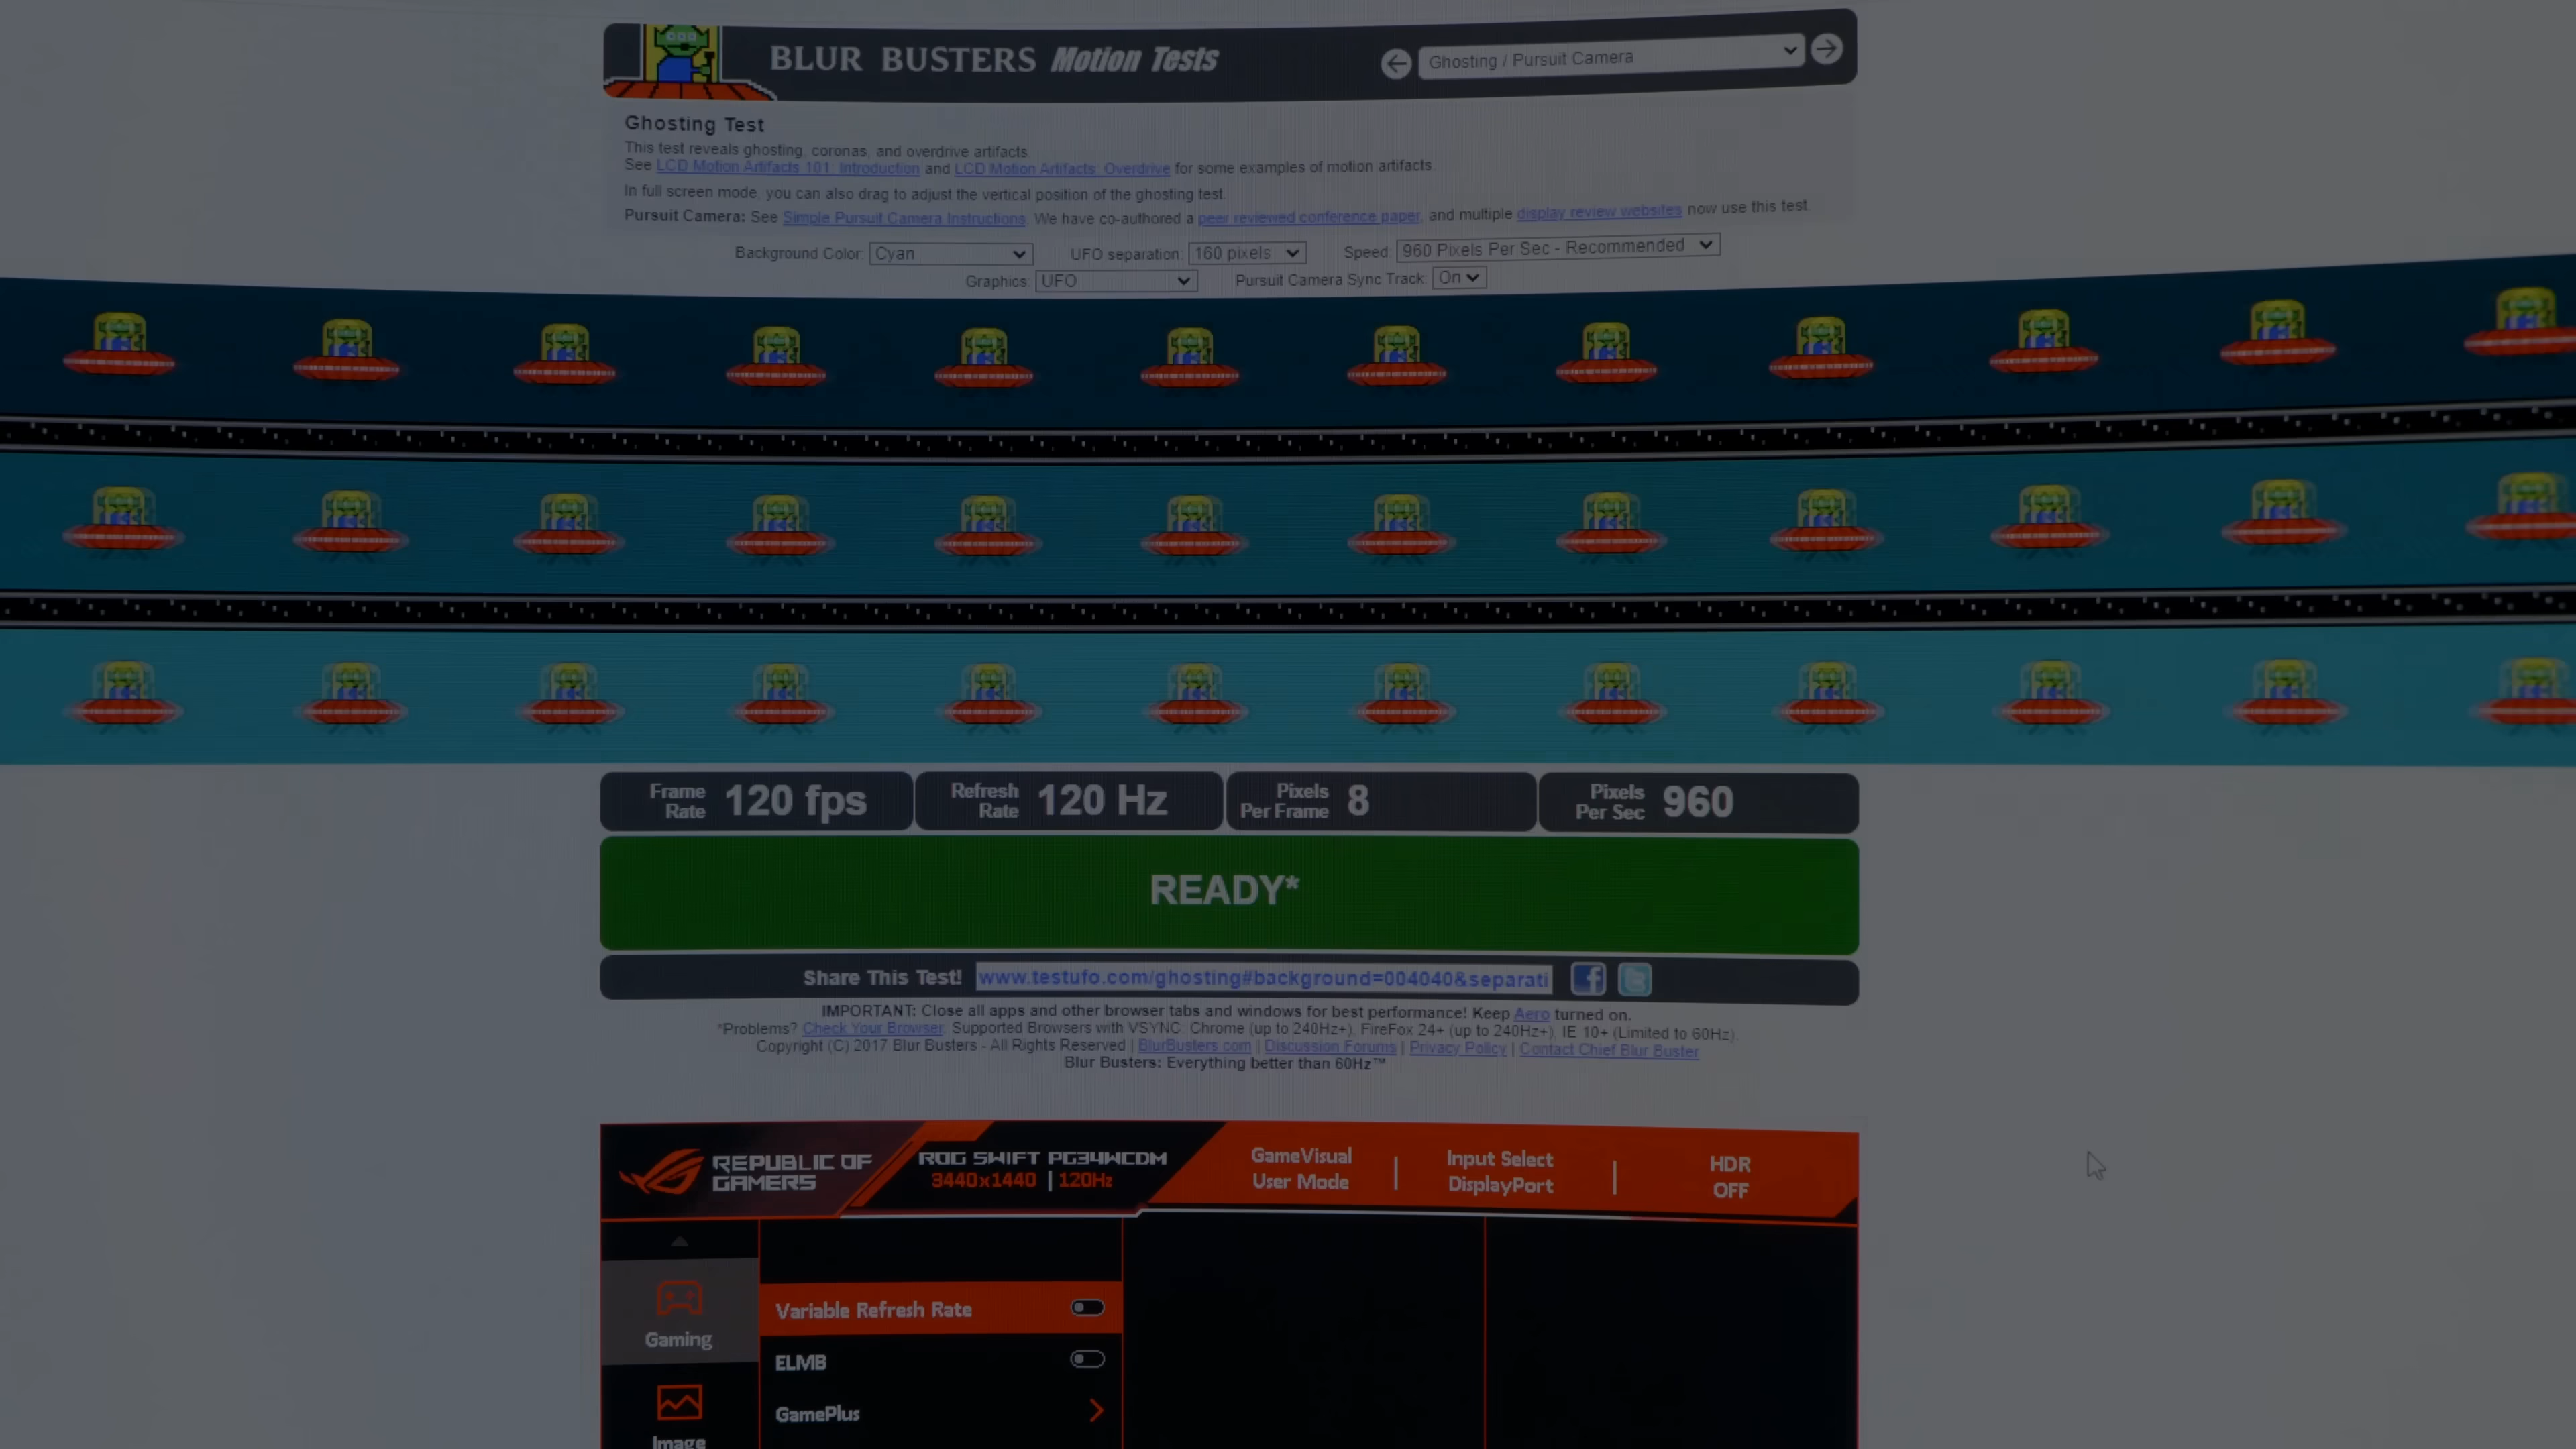 BLUR BUSTERS Motion Tests
Ghosting / Pursuit Camera
Ghosting Test
This test reveals ghosting, coronas, and overdrive artifacts.
See LCD Motion Artifacts 101: Introduction and LCD Motion Artifacts: Overdrive for some examples of motion artifacts.
In full screen mode, you can also drag to adjust the vertical position of the ghosting test.
Pursuit Camera: See Simple Pursuit Camera Instructions. We have co-authored a peer reviewed conference paper, and multiple display review websites now use this test.
Background Color: Cyan UFO separation: 160 pixels Speed: 960 Pixels Per Sec - Recommended
Graphics: UFO Pursuit Camera Sync Track: On
Frame Rate 120 fps Refresh Rate 120 Hz Pixels Per Frame 8 Pixels Per Sec 960
READY*
Share This Test! www.testufo.com/ghosting#background=004040&separati
IMPORTANT: Close all apps and other browser tabs and windows for best performance! Keep Aero turned on.
*Problems? Check Your Browser. Supported Browsers with VSYNC: Chrome (up to 240Hz+), FireFox 24+ (up to 240Hz+), IE 10+ (Limited to 60Hz).
Copyright (C) 2017 Blur Busters - All Rights Reserved | BlurBusters.com | Discussion Forums | Privacy Policy | Contact Chief Blur Buster
Blur Busters: Everything better than 60Hz™
REPUBLIC OF GAMERS
ROG SWIFT PG34WCDM
3440x1440 | 120Hz
GameVisual User Mode
Input Select DisplayPort
HDR OFF
Gaming
Variable Refresh Rate
ELMB
GamePlus
Image